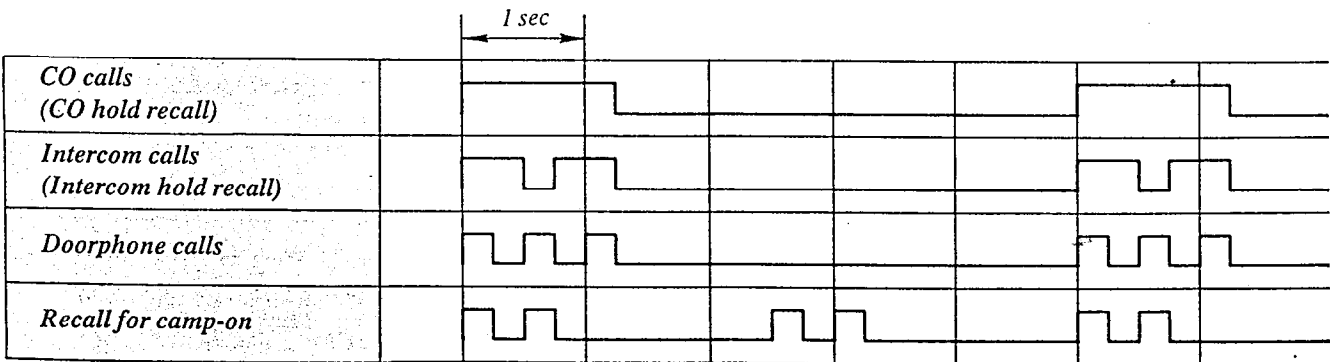 1 sec
CO calls
(CO hold recall)
Intercom calls
(Intercom hold recall)
Doorphone calls
Recall for camp-on